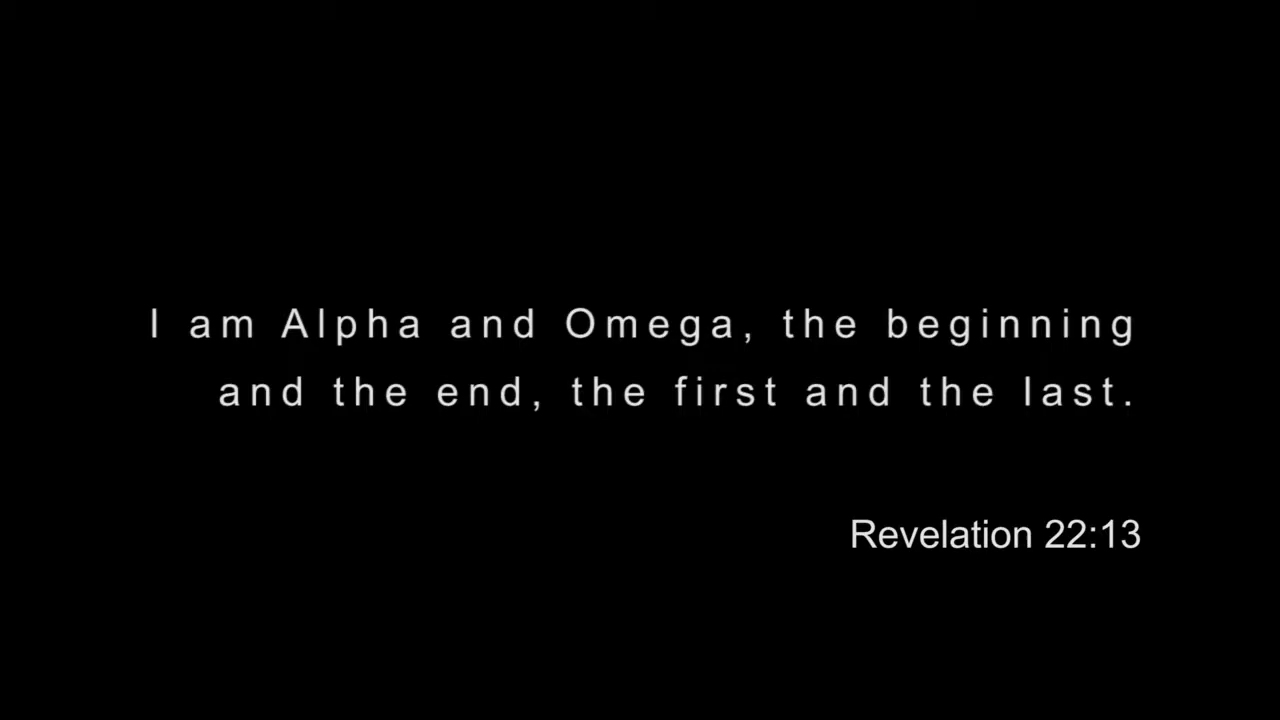 I am Alpha and Omega, the beginning
and the end, the first and the last.
Revelation 22:13